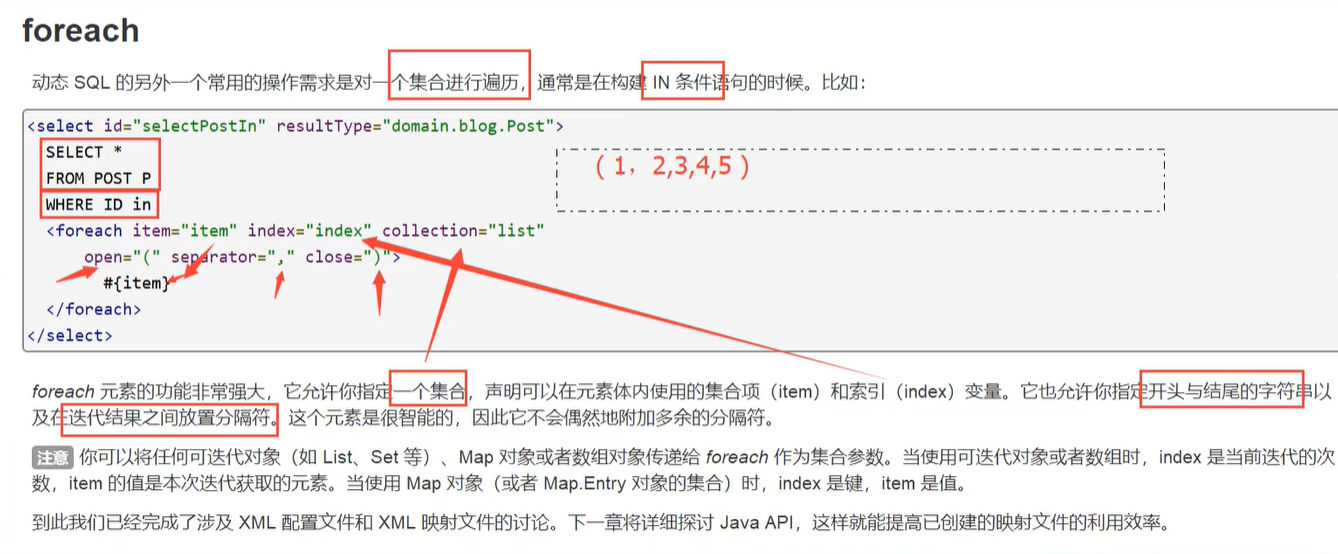 foreach
动态 SQL 的另外一个常用的操作需求是对一个集合进行遍历，通常是在构建 IN 条件语句的时候。比如：
<select id="selectPostIn" resultType="domain.blog.Post">
SELECT *
FROM POST P
WHERE ID in
<foreach item="item" index="index" collection="list"
open="(" separator="," close=")">
#{item}
</foreach>
</select>
（ 1，2,3,4,5 ）
foreach 元素的功能非常强大，它允许你指定一个集合，声明可以在元素体内使用的集合项（item）和索引（index）变量。它也允许你指定开头与结尾的字符串以
及在迭代结果之间放置分隔符。这个元素是很智能的，因此它不会偶然地附加多余的分隔符。
注意 你可以将任何可迭代对象（如 List、Set 等）、Map 对象或者数组对象传递给 foreach 作为集合参数。当使用可迭代对象或者数组时，index 是当前迭代的次
数，item 的值是本次迭代获取的元素。当使用 Map 对象（或者 Map.Entry 对象的集合）时，index 是键，item 是值。
到此我们已经完成了涉及 XML 配置文件和 XML 映射文件的讨论。下一章将详细探讨 Java API，这样就能提高已创建的映射文件的利用效率。